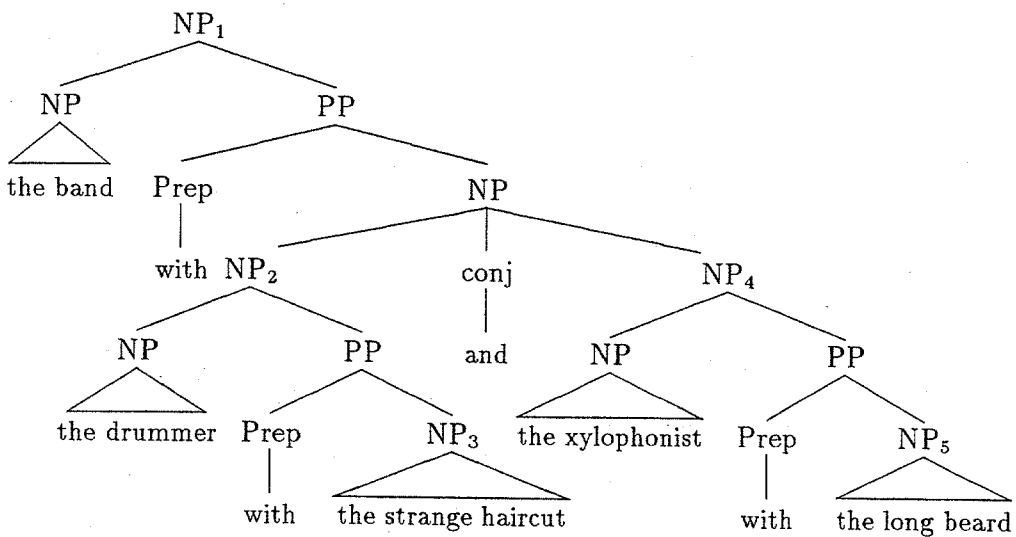 NP₁
NP PP
the band Prep NP
with NP₂ conj NP₄
NP PP and NP PP
the drummer Prep NP₃ the xylophonist Prep NP₅
with the strange haircut with the long beard